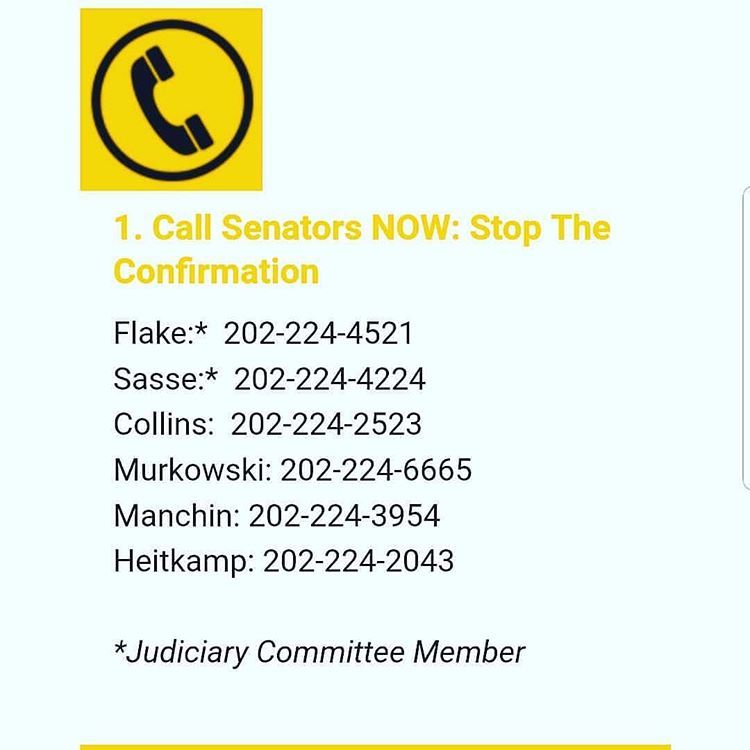 1. Call Senators NOW: Stop The
Confirmation
Flake:* 202-224-4521
Sasse:* 202-224-4224
Collins: 202-224-2523
Murkowski: 202-224-6665
Manchin: 202-224-3954
Heitkamp: 202-224-2043
*Judiciary Committee Member